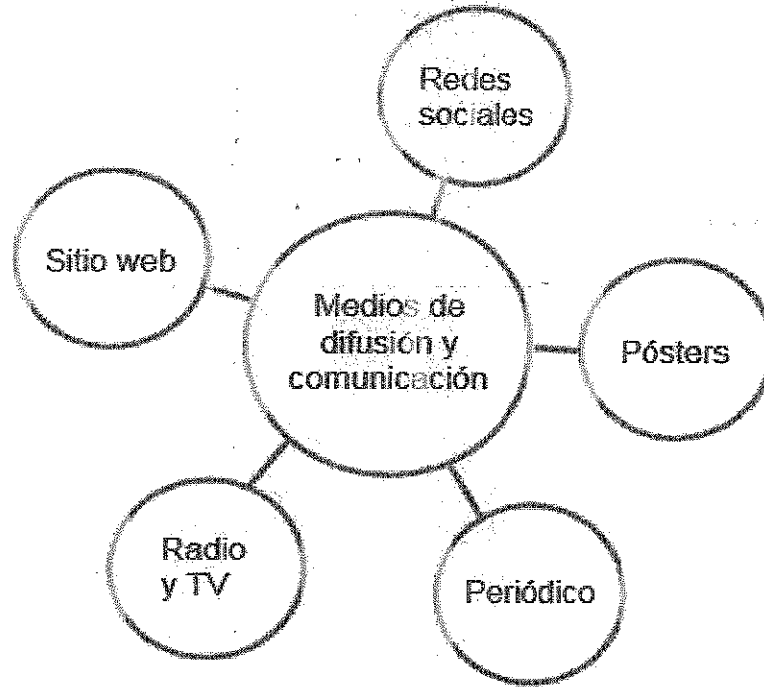 Redes
sociales
Sitio web
Medios de
difusión y
comunicación
Pósters
Radio
y TV
Periódico